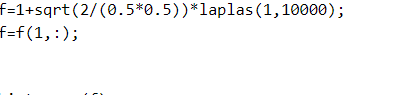 f=1+sqrt(2/(0.5*0.5))*laplas(1,10000);
f=f(1,:);